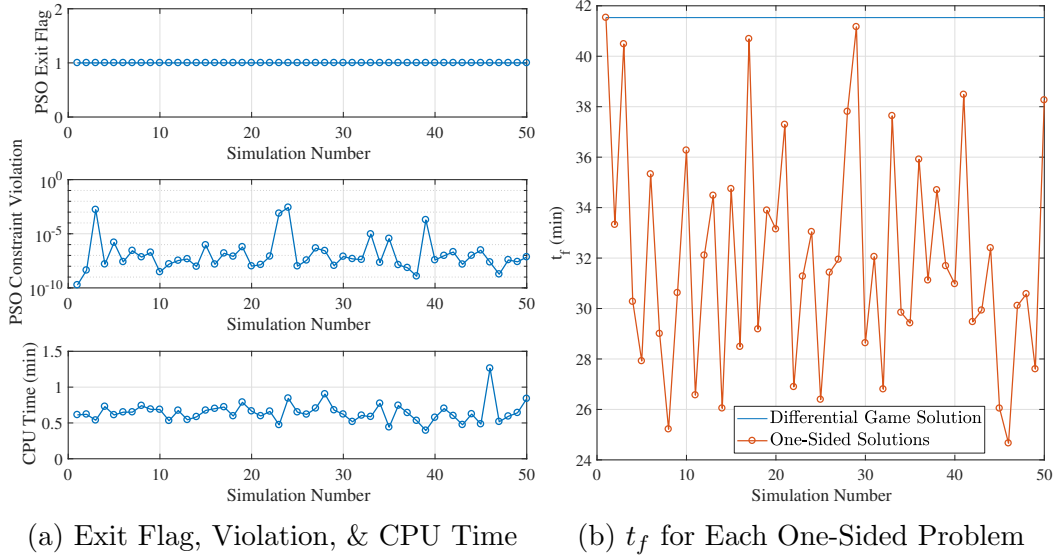 2
1
0
PSO Exit Flag
0 10 20 30 40 50
Simulation Number
10^0
10^-5
10^-10
PSO Constraint Violation
0 10 20 30 40 50
Simulation Number
1.5
1
0.5
0
CPU Time (min)
0 10 20 30 40 50
Simulation Number
(a) Exit Flag, Violation, & CPU Time
42
40
38
36
34
32
30
28
26
24
t_f (min)
Differential Game Solution
One-Sided Solutions
0 10 20 30 40 50
Simulation Number
(b) t_f for Each One-Sided Problem